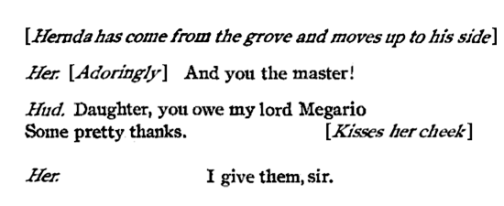 [Hernda has come from the grove and moves up to his side]
Her. [Adoringly] And you the master!
Hud. Daughter, you owe my lord Megario
Some pretty thanks. [Kisses her cheek]
Her. I give them, sir.